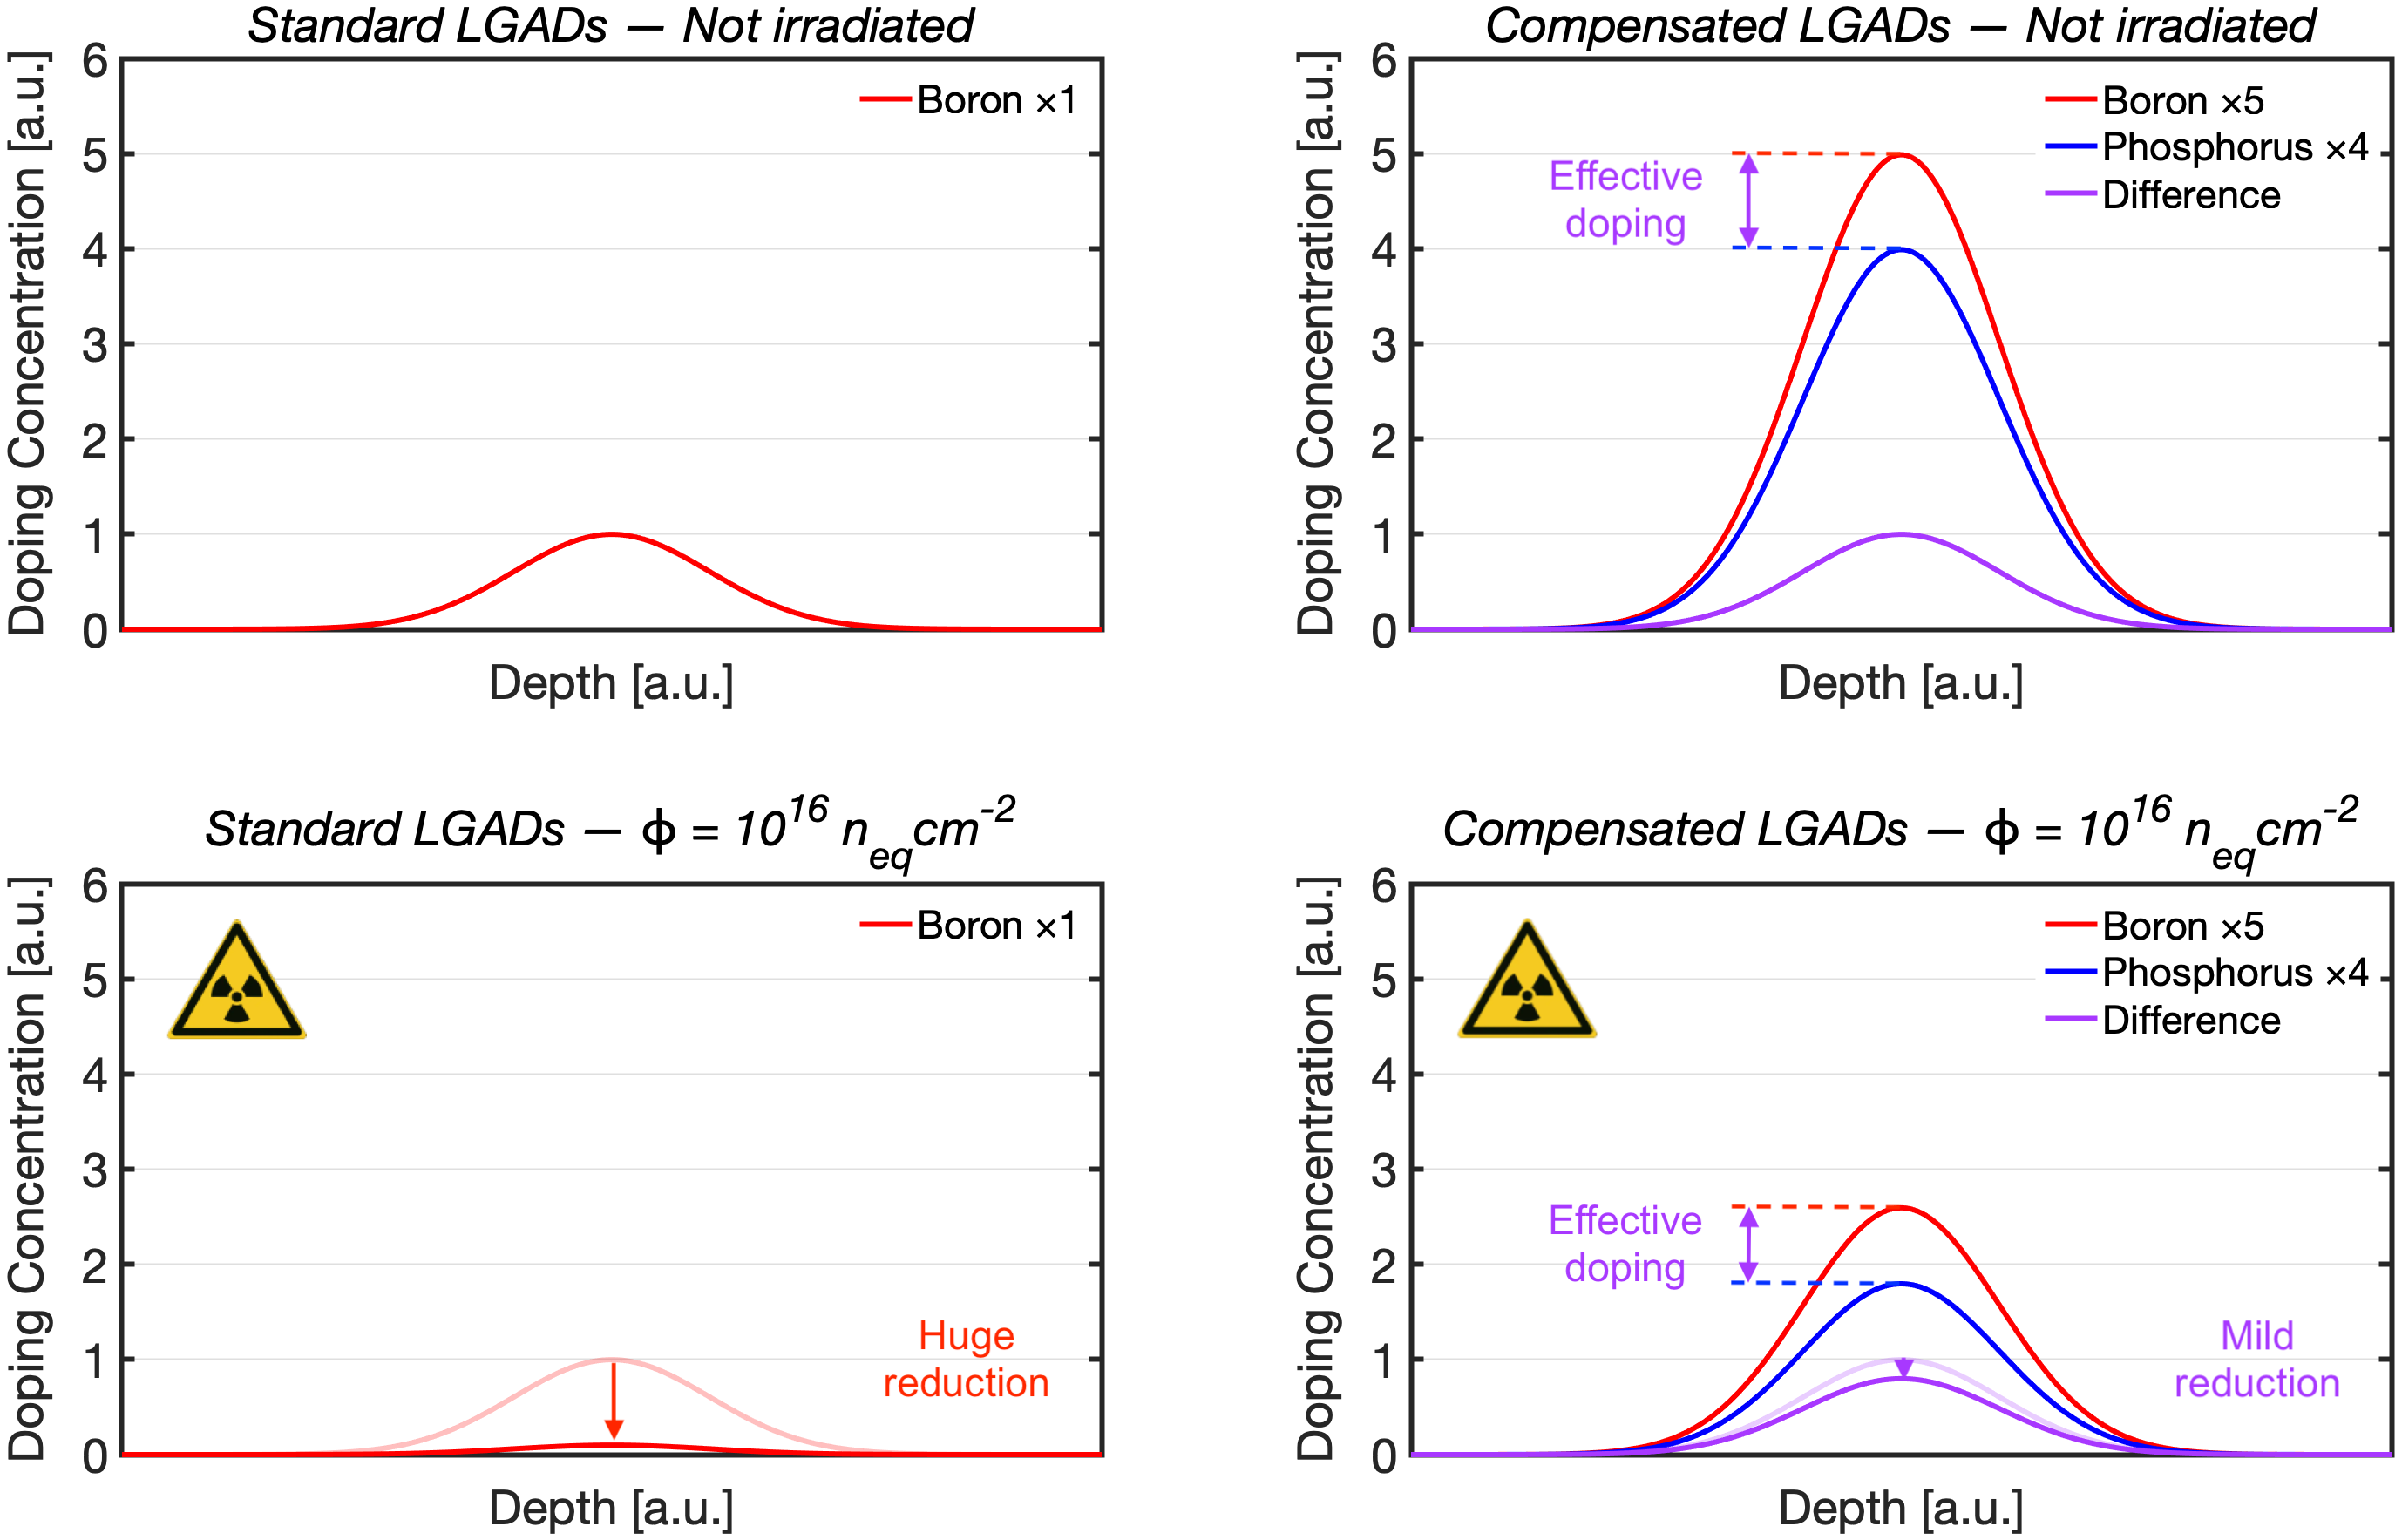 Standard LGADs — Not irradiated
Doping Concentration [a.u.]
6
5
4
3
2
1
0
Boron ×1
Depth [a.u.]
Compensated LGADs — Not irradiated
Doping Concentration [a.u.]
6
5
4
3
2
1
0
Boron ×5
Phosphorus ×4
Difference
Effective
doping
Depth [a.u.]
Standard LGADs — ϕ = 10^16 n_eq cm^-2
Doping Concentration [a.u.]
6
5
4
3
2
1
0
Boron ×1
Huge
reduction
Depth [a.u.]
Compensated LGADs — ϕ = 10^16 n_eq cm^-2
Doping Concentration [a.u.]
6
5
4
3
2
1
0
Boron ×5
Phosphorus ×4
Difference
Effective
doping
Mild
reduction
Depth [a.u.]